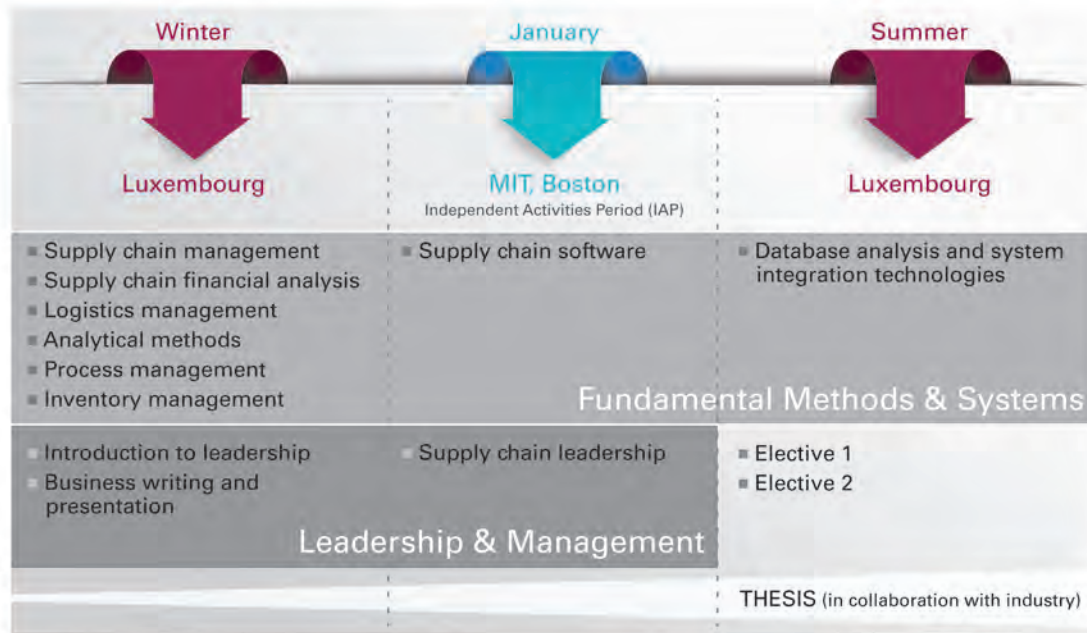 Winter
January
Summer
Luxembourg
MIT, Boston
Independent Activities Period (IAP)
Luxembourg
Supply chain management
Supply chain financial analysis
Logistics management
Analytical methods
Process management
Inventory management
Supply chain software
Database analysis and system
integration technologies
Fundamental Methods & Systems
Introduction to leadership
Business writing and
presentation
Supply chain leadership
Leadership & Management
Elective 1
Elective 2
THESIS (in collaboration with industry)